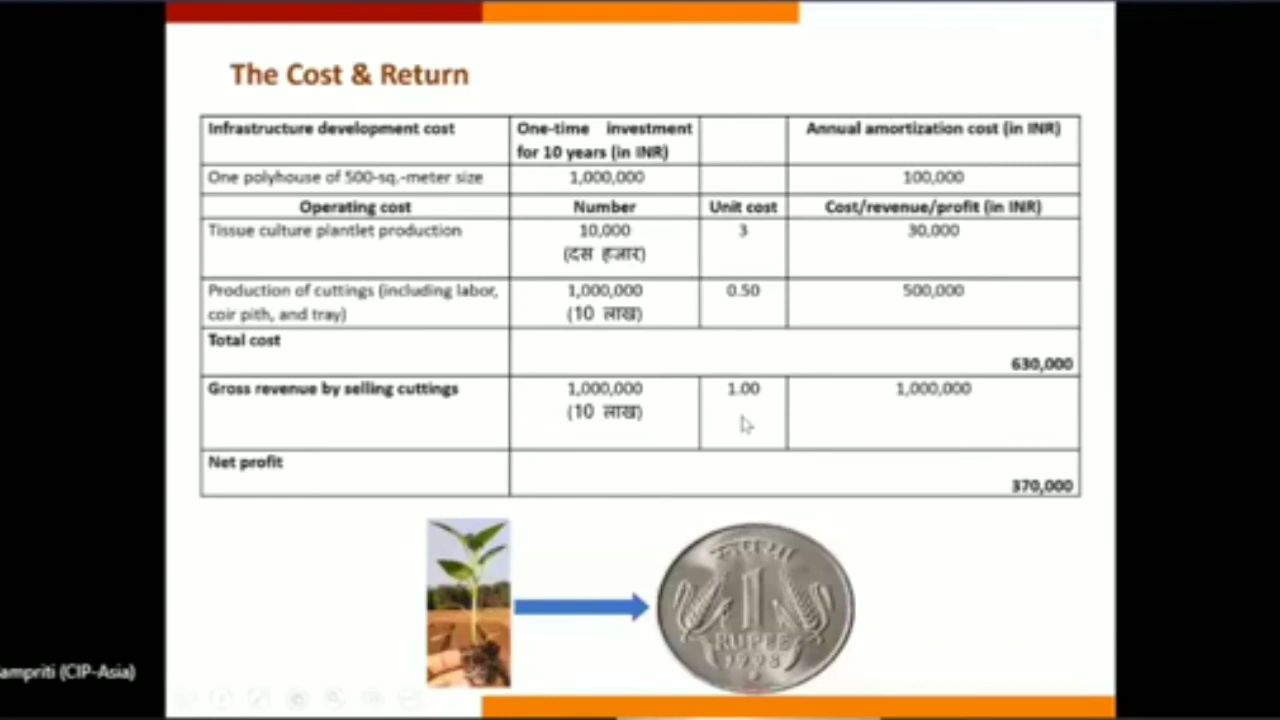 The Cost & Return
Infrastructure development cost
One-time investment
for 10 years (in INR)
Annual amortization cost (in INR)
One polyhouse of 500-sq.-meter size
1,000,000
100,000
Operating cost
Number
Unit cost
Cost/revenue/profit (in INR)
Tissue culture plantlet production
10,000
(दस हजार)
3
30,000
Production of cuttings (including labor,
coir pith, and tray)
1,000,000
(10 लाख)
0.50
500,000
Total cost
630,000
Gross revenue by selling cuttings
1,000,000
(10 लाख)
1.00
1,000,000
Net profit
370,000
रूपया
1
RUPEE
ampriti (CIP-Asia)